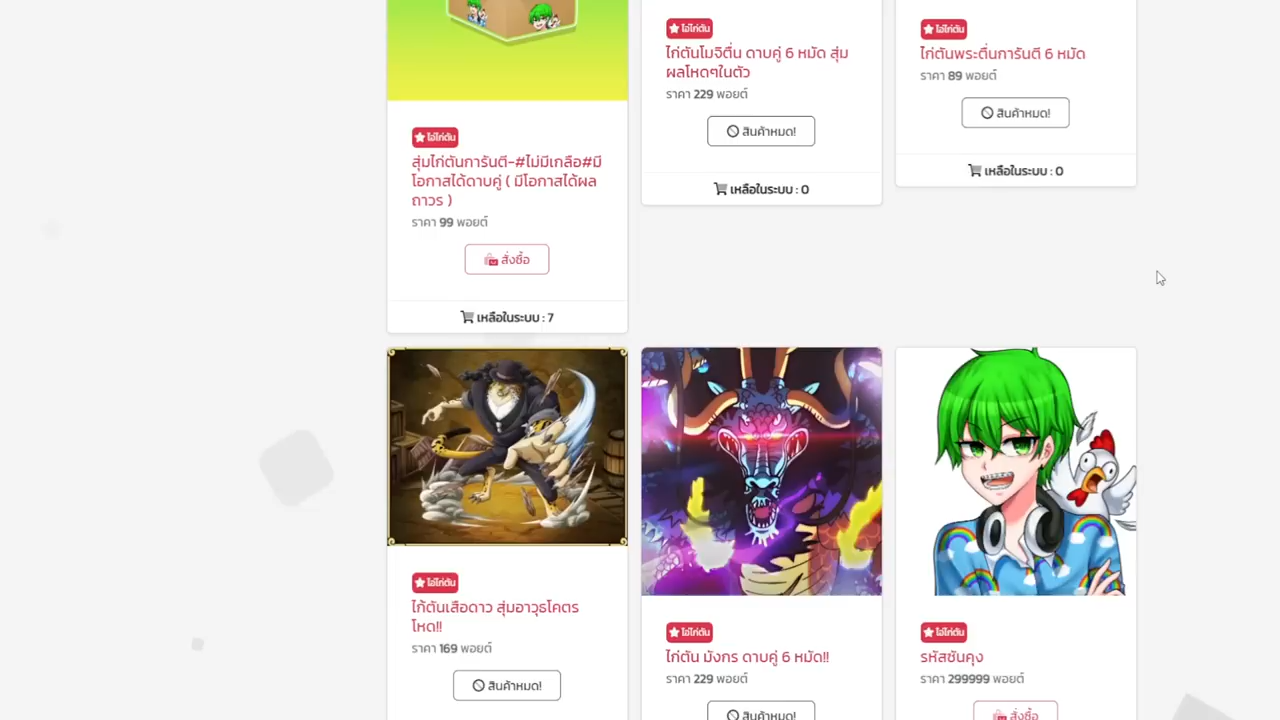 ไอ้ไก่ตัน
สุ่มไก่ตันการันตี-#ไม่มีเกลือ#มี
โอกาสได้ดาบคู่ ( มีโอกาสได้ผล
ถาวร )
ราคา 99 พอยต์
สั่งซื้อ
เหลือในระบบ : 7
ไอ้ไก่ตัน
ไก่ตันโมจิตื่น ดาบคู่ 6 หมัด สุ่ม
ผลโหดๆในตัว
ราคา 229 พอยต์
สินค้าหมด!
เหลือในระบบ : 0
ไอ้ไก่ตัน
ไก่ตันพระตื่นการันตี 6 หมัด
ราคา 89 พอยต์
สินค้าหมด!
เหลือในระบบ : 0
ไอ้ไก่ตัน
ไก้ตันเสือดาว สุ่มอาวุธโคตร
โหด!!
ราคา 169 พอยต์
สินค้าหมด!
ไอ้ไก่ตัน
ไก่ตัน มังกร ดาบคู่ 6 หมัด!!
ราคา 229 พอยต์
สินค้าหมด!
ไอ้ไก่ตัน
รหัสซันคุง
ราคา 299999 พอยต์
สั่งซื้อ